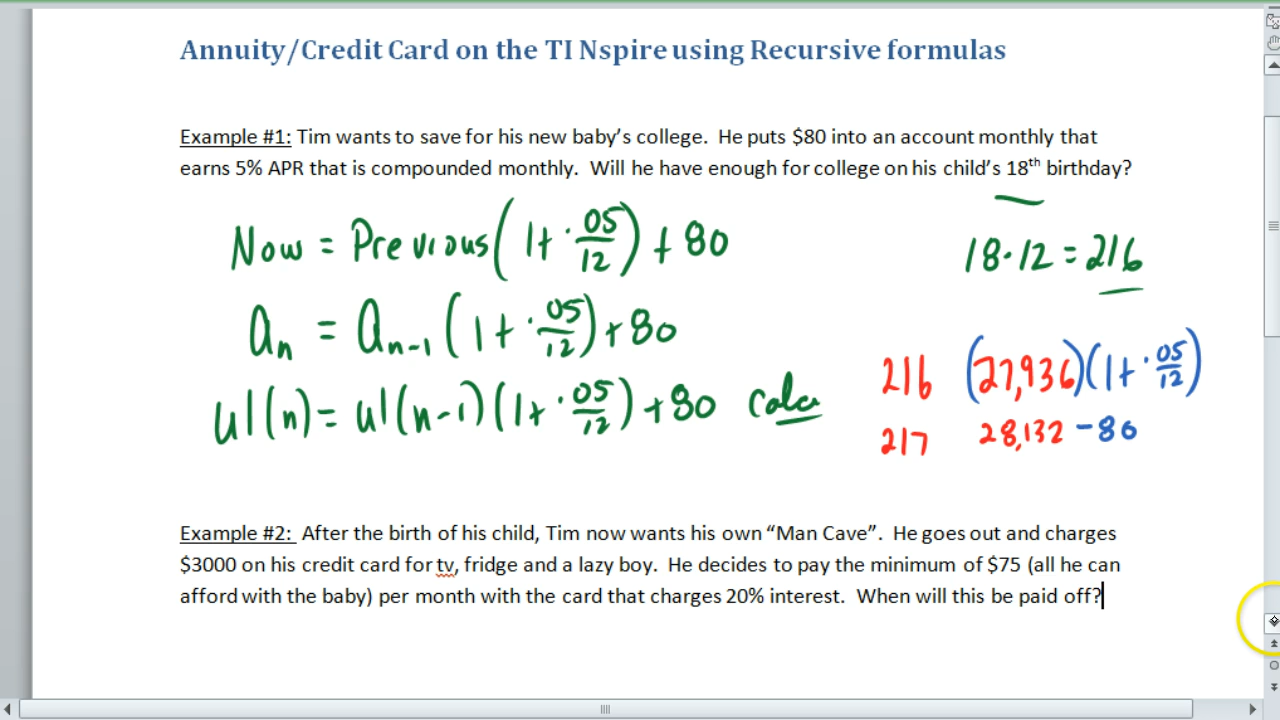 Annuity/Credit Card on the TI Nspire using Recursive formulas
Example #1: Tim wants to save for his new baby’s college. He puts $80 into an account monthly that
earns 5% APR that is compounded monthly. Will he have enough for college on his child’s 18th birthday?
Now = Previous(1+.05/12)+80
18·12=216
an = an-1(1+.05/12)+80
216 (27,936)(1+.05/12)
u1(n)=u1(n-1)(1+.05/12)+80 calc
217 28,132-80
Example #2: After the birth of his child, Tim now wants his own “Man Cave”. He goes out and charges
$3000 on his credit card for tv, fridge and a lazy boy. He decides to pay the minimum of $75 (all he can
afford with the baby) per month with the card that charges 20% interest. When will this be paid off?